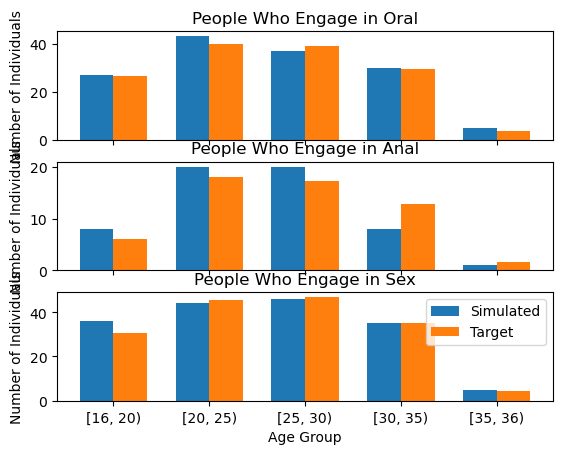 People Who Engage in Oral
Number of Individuals
40
20
0
People Who Engage in Anal
Number of Individuals
20
10
0
People Who Engage in Sex
Number of Individuals
40
20
0
Simulated
Target
[16, 20) [20, 25) [25, 30) [30, 35) [35, 36)
Age Group